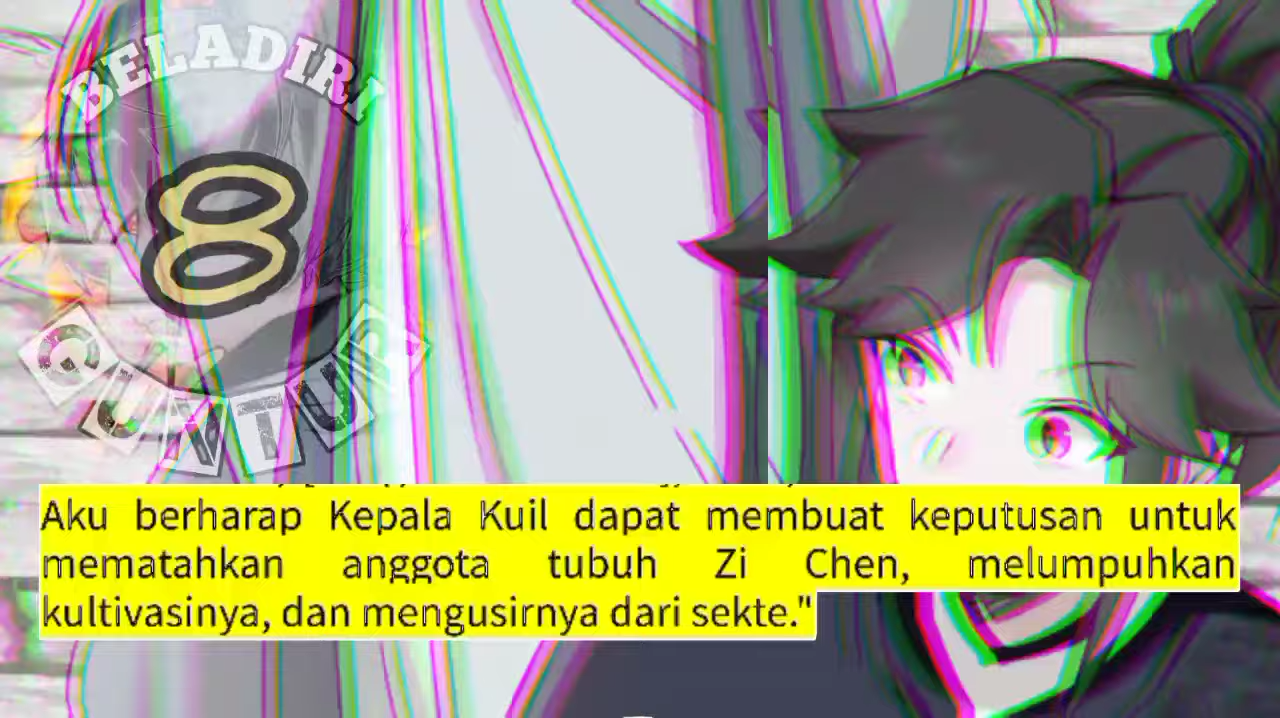 BELADIRI
8
GUNTUR
Aku berharap Kepala Kuil dapat membuat keputusan untuk
mematahkan anggota tubuh Zi Chen, melumpuhkan
kultivasinya, dan mengusirnya dari sekte."